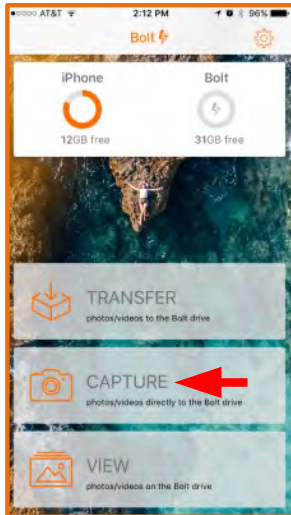 AT&T 2:12 PM 96%
Bolt
iPhone Bolt
12GB free 31GB free
TRANSFER
photos/videos to the Bolt drive
CAPTURE
photos/videos directly to the Bolt drive
VIEW
photos/videos on the Bolt drive